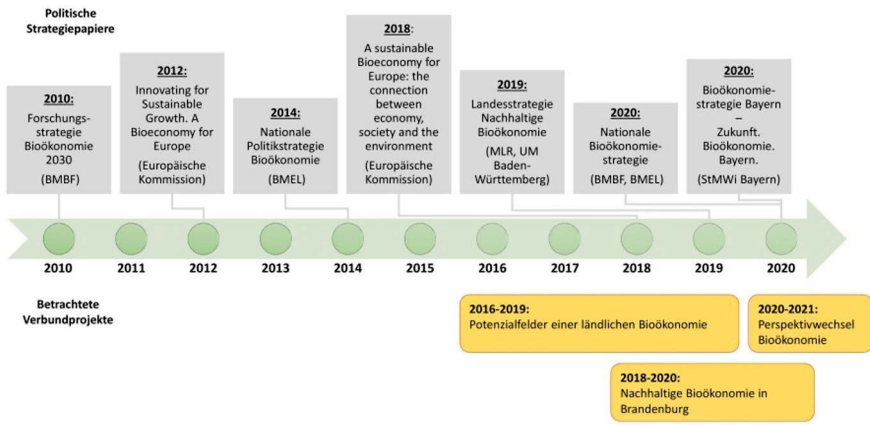 Politische
Strategiepapiere
2010:
Forschungs-
strategie
Bioökonomie
2030
(BMBF)
2012:
Innovating for
Sustainable
Growth. A
Bioeconomy for
Europe
(Europäische
Kommission)
2014:
Nationale
Politikstrategie
Bioökonomie
(BMEL)
2018:
A sustainable
Bioeconomy for
Europe: the
connection
between
economy,
society and the
environment
(Europäische
Kommission)
2019:
Landesstrategie
Nachhaltige
Bioökonomie
(MLR, UM
Baden-
Württemberg)
2020:
Nationale
Bioökonomie-
strategie
(BMBF, BMEL)
2020:
Bioökonomie-
strategie Bayern
–
Zukunft.
Bioökonomie.
Bayern.
(StMWi Bayern)
2010 2011 2012 2013 2014 2015 2016 2017 2018 2019 2020
Betrachtete
Verbundprojekte
2016-2019:
Potenzialfelder einer ländlichen Bioökonomie
2020-2021:
Perspektivwechsel
Bioökonomie
2018-2020:
Nachhaltige Bioökonomie in
Brandenburg